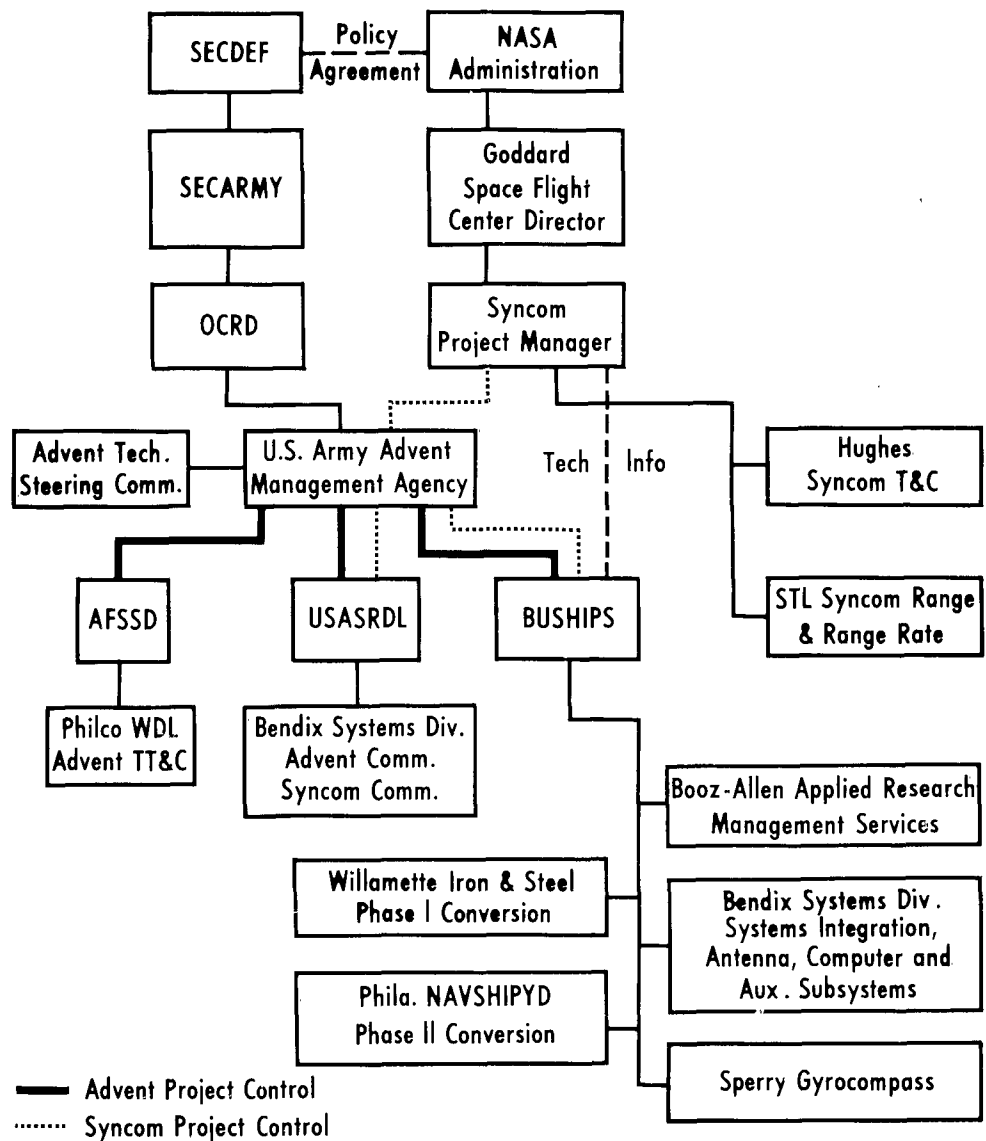 SECDEF
Policy
Agreement
NASA
Administration
SECARMY
Goddard
Space Flight
Center Director
OCRD
Syncom
Project Manager
Advent Tech.
Steering Comm.
U.S. Army Advent
Management Agency
Tech Info
Hughes
Syncom T&C
AFSSD
USASRDL
BUSHIPS
STL Syncom Range
& Range Rate
Philco WDL
Advent TT&C
Bendix Systems Div.
Advent Comm.
Syncom Comm.
Booz-Allen Applied Research
Management Services
Willamette Iron & Steel
Phase I Conversion
Bendix Systems Div.
Systems Integration,
Antenna, Computer and
Aux. Subsystems
Phila. NAVSHIPYD
Phase II Conversion
Sperry Gyrocompass
Advent Project Control
Syncom Project Control